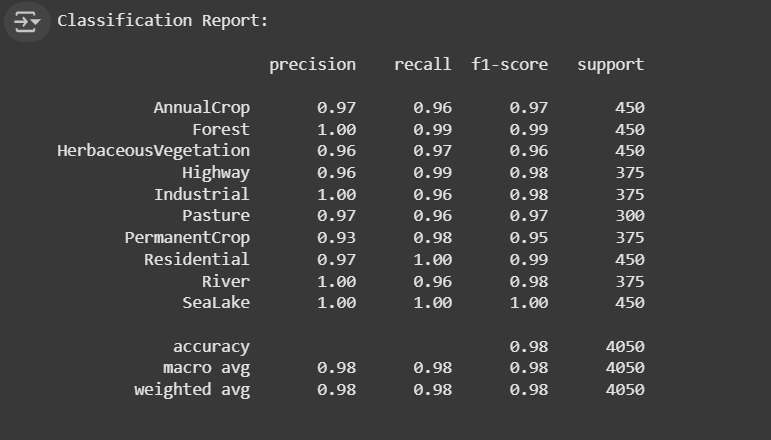 Classification Report:
precision recall f1-score support
AnnualCrop 0.97 0.96 0.97 450
Forest 1.00 0.99 0.99 450
HerbaceousVegetation 0.96 0.97 0.96 450
Highway 0.96 0.99 0.98 375
Industrial 1.00 0.96 0.98 375
Pasture 0.97 0.96 0.97 300
PermanentCrop 0.93 0.98 0.95 375
Residential 0.97 1.00 0.99 450
River 1.00 0.96 0.98 375
SeaLake 1.00 1.00 1.00 450
accuracy 0.98 4050
macro avg 0.98 0.98 0.98 4050
weighted avg 0.98 0.98 0.98 4050